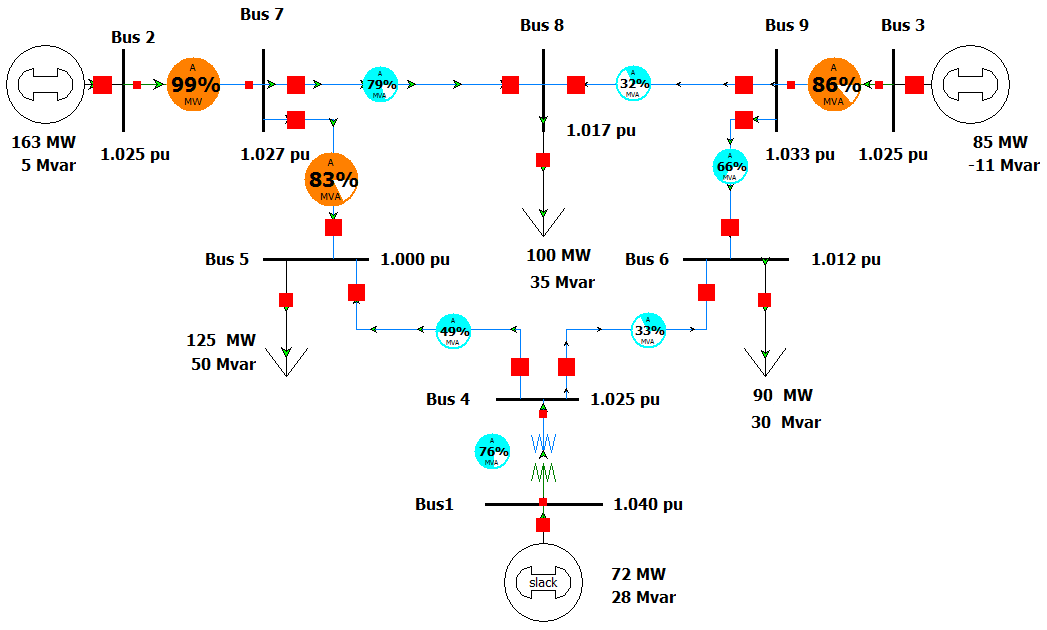 Bus 7
Bus 8
Bus 9
Bus 3
Bus 2
A
99%
MW
A
79%
MVA
A
32%
MVA
A
86%
MVA
163 MW
5 Mvar
1.025 pu
1.027 pu
1.017 pu
1.033 pu
1.025 pu
85 MW
-11 Mvar
A
83%
MVA
A
66%
MVA
Bus 5
1.000 pu
100 MW
35 Mvar
Bus 6
1.012 pu
125 MW
50 Mvar
A
49%
MVA
A
33%
MVA
90 MW
30 Mvar
Bus 4
1.025 pu
A
76%
MVA
Bus1
1.040 pu
slack
72 MW
28 Mvar